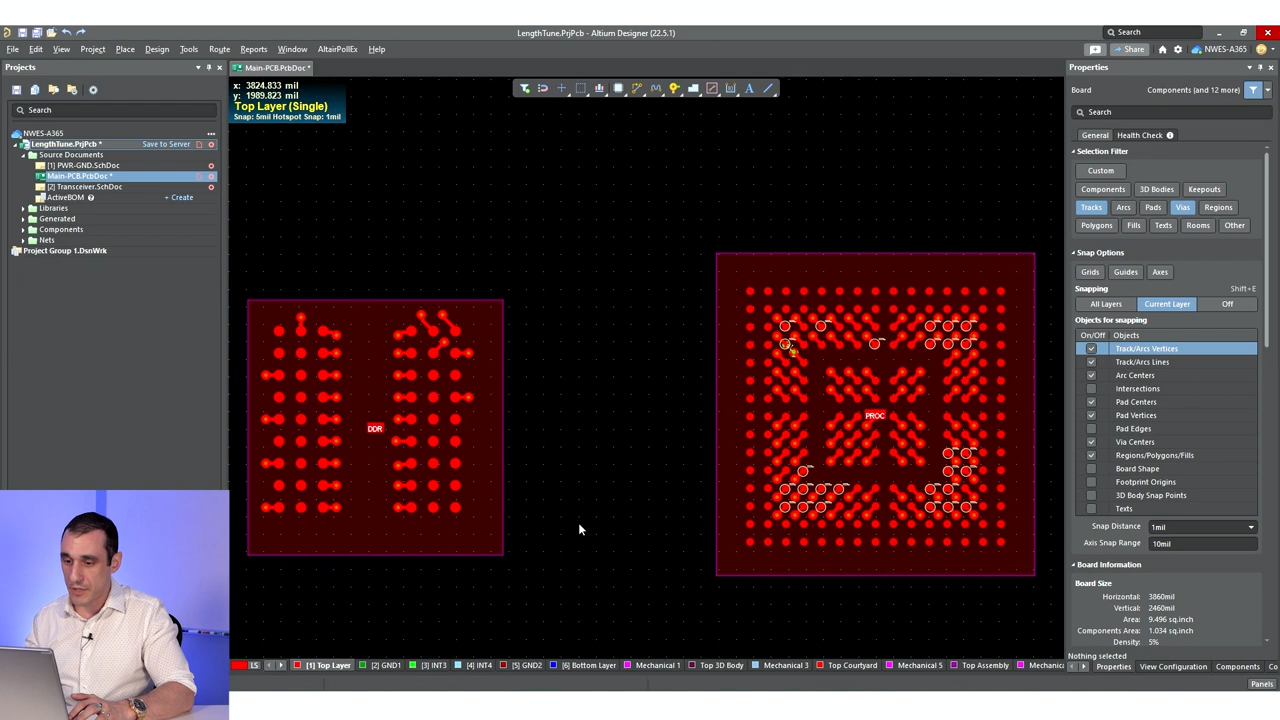 LengthTune.PrjPcb - Altium Designer (22.5.1)
Search
File Edit View Project Place Design Tools Route Reports Window AltairPollEx Help
Share
NWES-A365
Projects
Main-PCB.PcbDoc *
Properties
x: 3824.833 mil
y: 1989.823 mil
Top Layer (Single)
Snap: 5mil Hotspot Snap: 1mil
Search
NWES-A365
LengthTune.PrjPcb * Save to Server
Source Documents
[1] PWR-GND.SchDoc
Main-PCB.PcbDoc *
[2] Transceiver.SchDoc
ActiveBOM + Create
Libraries
Generated
Components
Nets
Project Group 1.DsnWrk
DDR
PROC
Board Components (and 12 more)
Search
General Health Check
Selection Filter
Custom
Components 3D Bodies Keepouts
Tracks Arcs Pads Vias Regions
Polygons Fills Texts Rooms Other
Snap Options
Grids Guides Axes
Snapping Shift+E
All Layers Current Layer Off
Objects for snapping
On/Off Objects
Track/Arcs Vertices
Track/Arcs Lines
Arc Centers
Intersections
Pad Centers
Pad Vertices
Pad Edges
Via Centers
Regions/Polygons/Fills
Board Shape
Footprint Origins
3D Body Snap Points
Texts
Snap Distance 1mil
Axis Snap Range 10mil
Board Information
Board Size
Horizontal: 3860mil
Vertical: 2460mil
Area: 9.496 sq.inch
Components Area: 1.034 sq.inch
Density: 5%
Nothing selected
LS [1] Top Layer [2] GND1 [3] INT3 [4] INT4 [5] GND2 [6] Bottom Layer Mechanical 1 Top 3D Body Mechanical 3 Top Courtyard Mechanical 5 Top Assembly Mechanic
Properties View Configuration Components Co
Panels